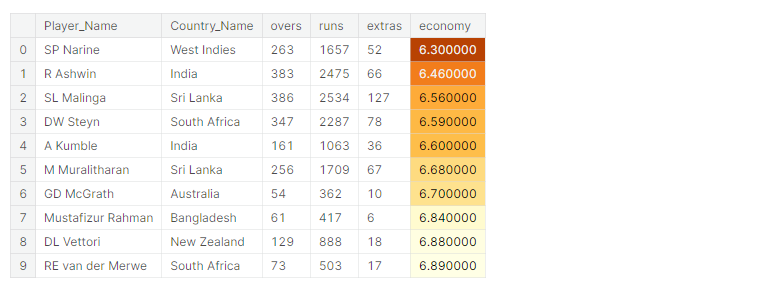 Player_Name Country_Name overs runs extras economy
0 SP Narine West Indies 263 1657 52 6.300000
1 R Ashwin India 383 2475 66 6.460000
2 SL Malinga Sri Lanka 386 2534 127 6.560000
3 DW Steyn South Africa 347 2287 78 6.590000
4 A Kumble India 161 1063 36 6.600000
5 M Muralitharan Sri Lanka 256 1709 67 6.680000
6 GD McGrath Australia 54 362 10 6.700000
7 Mustafizur Rahman Bangladesh 61 417 6 6.840000
8 DL Vettori New Zealand 129 888 18 6.880000
9 RE van der Merwe South Africa 73 503 17 6.890000